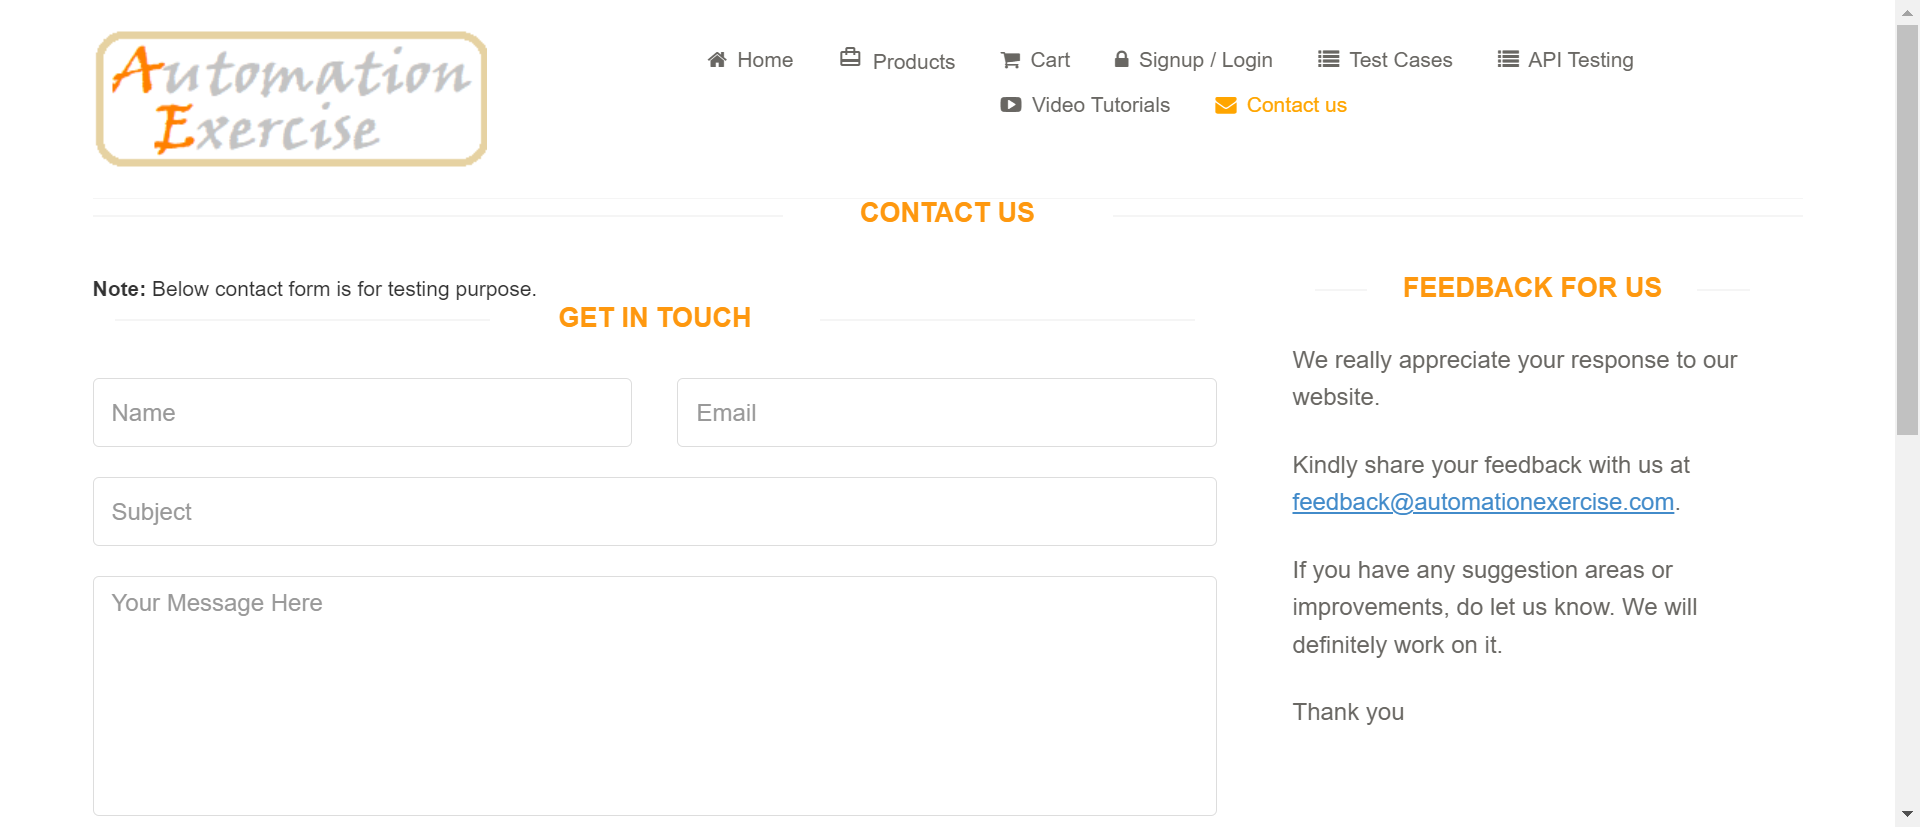 Automation
Exercise
Home
Products
Cart
Signup / Login
Test Cases
API Testing
Video Tutorials
Contact us
CONTACT US
Note: Below contact form is for testing purpose.
GET IN TOUCH
Name
Email
Subject
Your Message Here
FEEDBACK FOR US
We really appreciate your response to our
website.
Kindly share your feedback with us at
feedback@automationexercise.com.
If you have any suggestion areas or
improvements, do let us know. We will
definitely work on it.
Thank you